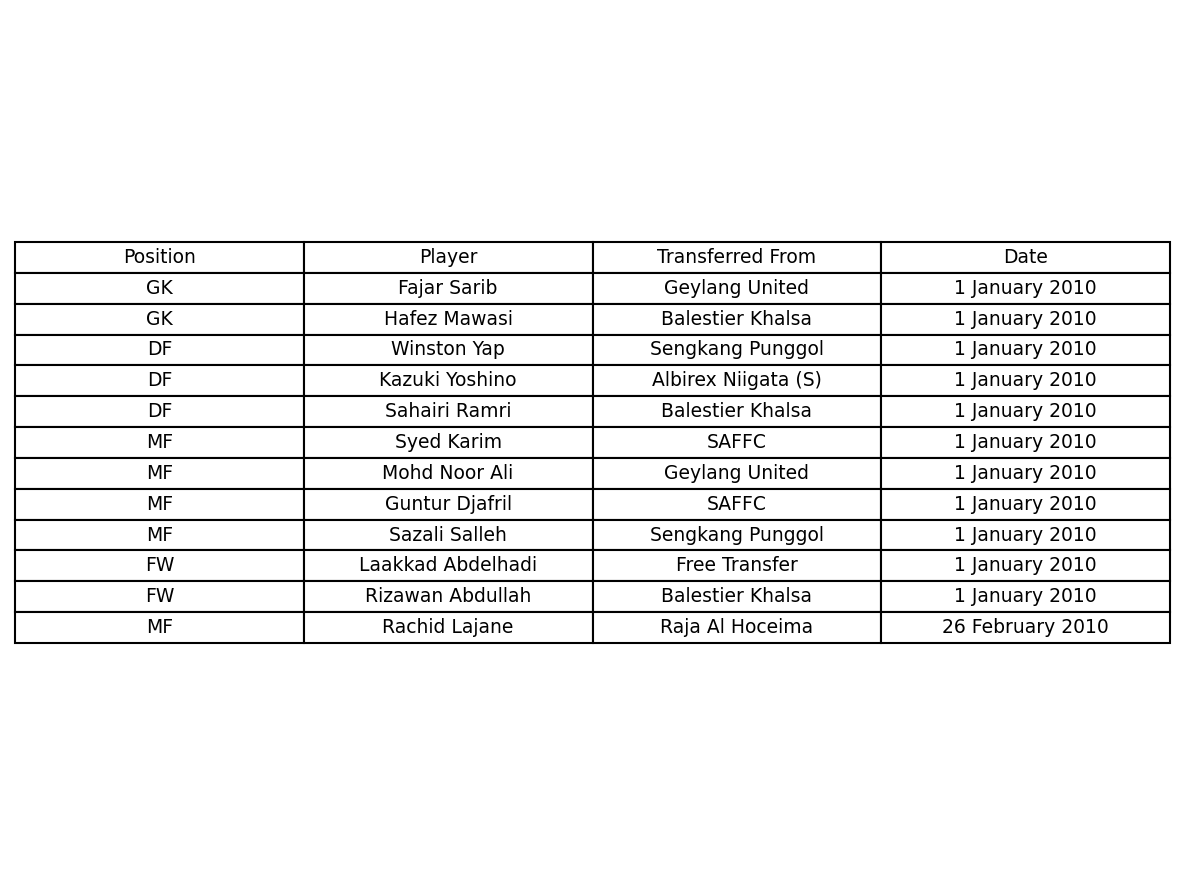 Position Player Transferred From Date
GK Fajar Sarib Geylang United 1 January 2010
GK Hafez Mawasi Balestier Khalsa 1 January 2010
DF Winston Yap Sengkang Punggol 1 January 2010
DF Kazuki Yoshino Albirex Niigata (S) 1 January 2010
DF Sahairi Ramri Balestier Khalsa 1 January 2010
MF Syed Karim SAFFC 1 January 2010
MF Mohd Noor Ali Geylang United 1 January 2010
MF Guntur Djafril SAFFC 1 January 2010
MF Sazali Salleh Sengkang Punggol 1 January 2010
FW Laakkad Abdelhadi Free Transfer 1 January 2010
FW Rizawan Abdullah Balestier Khalsa 1 January 2010
MF Rachid Lajane Raja Al Hoceima 26 February 2010